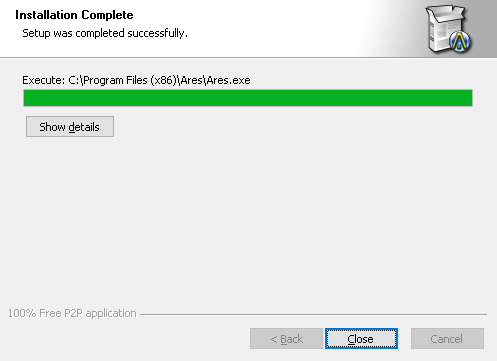 Installation Complete
Setup was completed successfully.
Execute: C:\Program Files (x86)\Ares\Ares.exe
Show details
100% Free P2P application
< Back
Close
Cancel